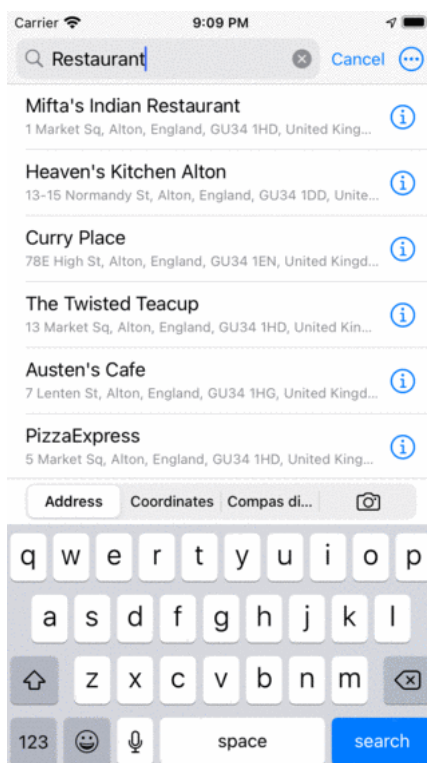 Carrier 9:09 PM
Restaurant Cancel
Mifta's Indian Restaurant
1 Market Sq, Alton, England, GU34 1HD, United King...
Heaven's Kitchen Alton
13-15 Normandy St, Alton, England, GU34 1DD, Unite...
Curry Place
78E High St, Alton, England, GU34 1EN, United Kingd...
The Twisted Teacup
13 Market Sq, Alton, England, GU34 1HD, United Kin...
Austen's Cafe
7 Lenten St, Alton, England, GU34 1HG, United Kingd...
PizzaExpress
5 Market Sq, Alton, England, GU34 1HD, United King...
Address Coordinates Compas di...
q w e r t y u i o p
a s d f g h j k l
z x c v b n m
123 space search